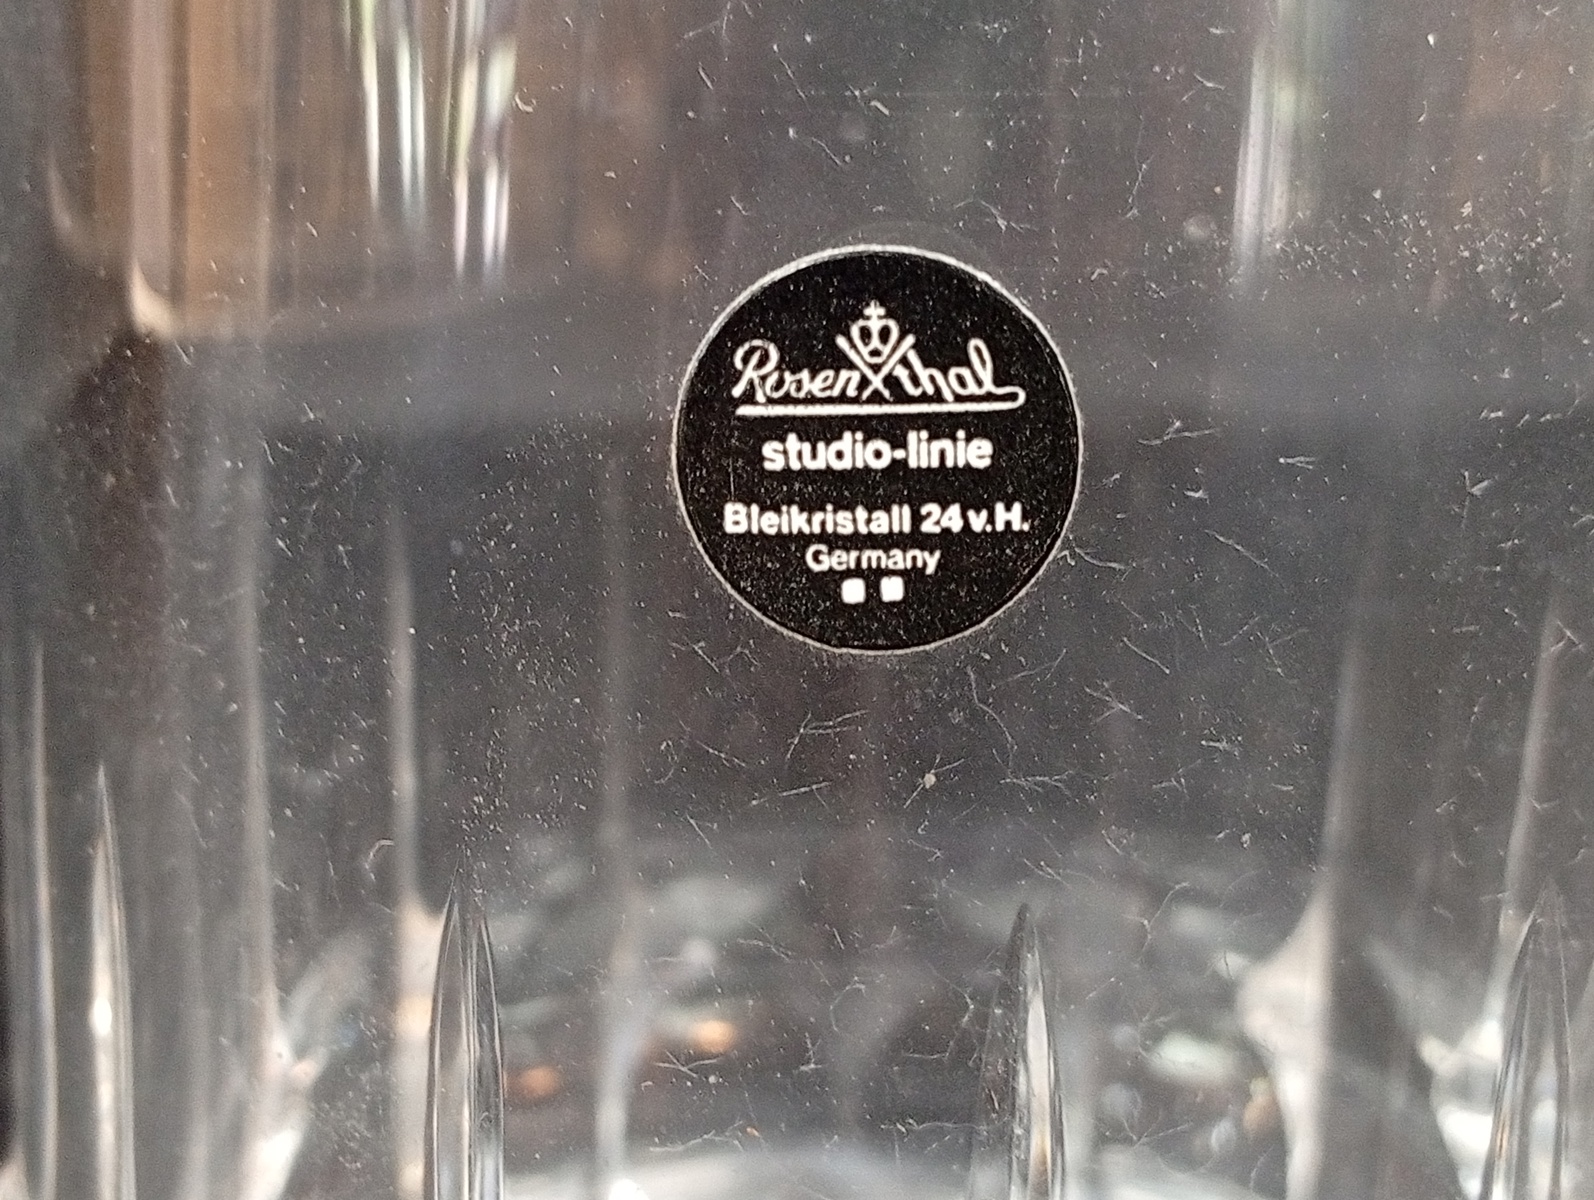 Rosenthal
studio-linie
Bleikristall 24 v.H.
Germany